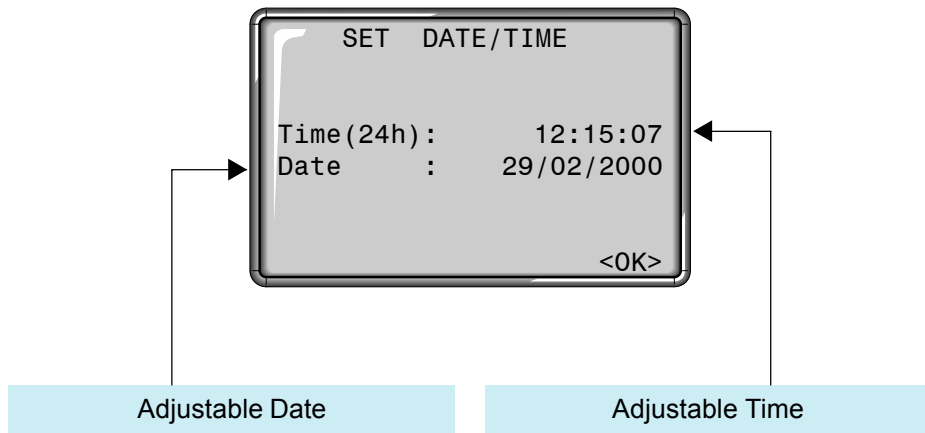 SET DATE/TIME
Time(24h): 12:15:07
Date : 29/02/2000
<OK>
Adjustable Date
Adjustable Time